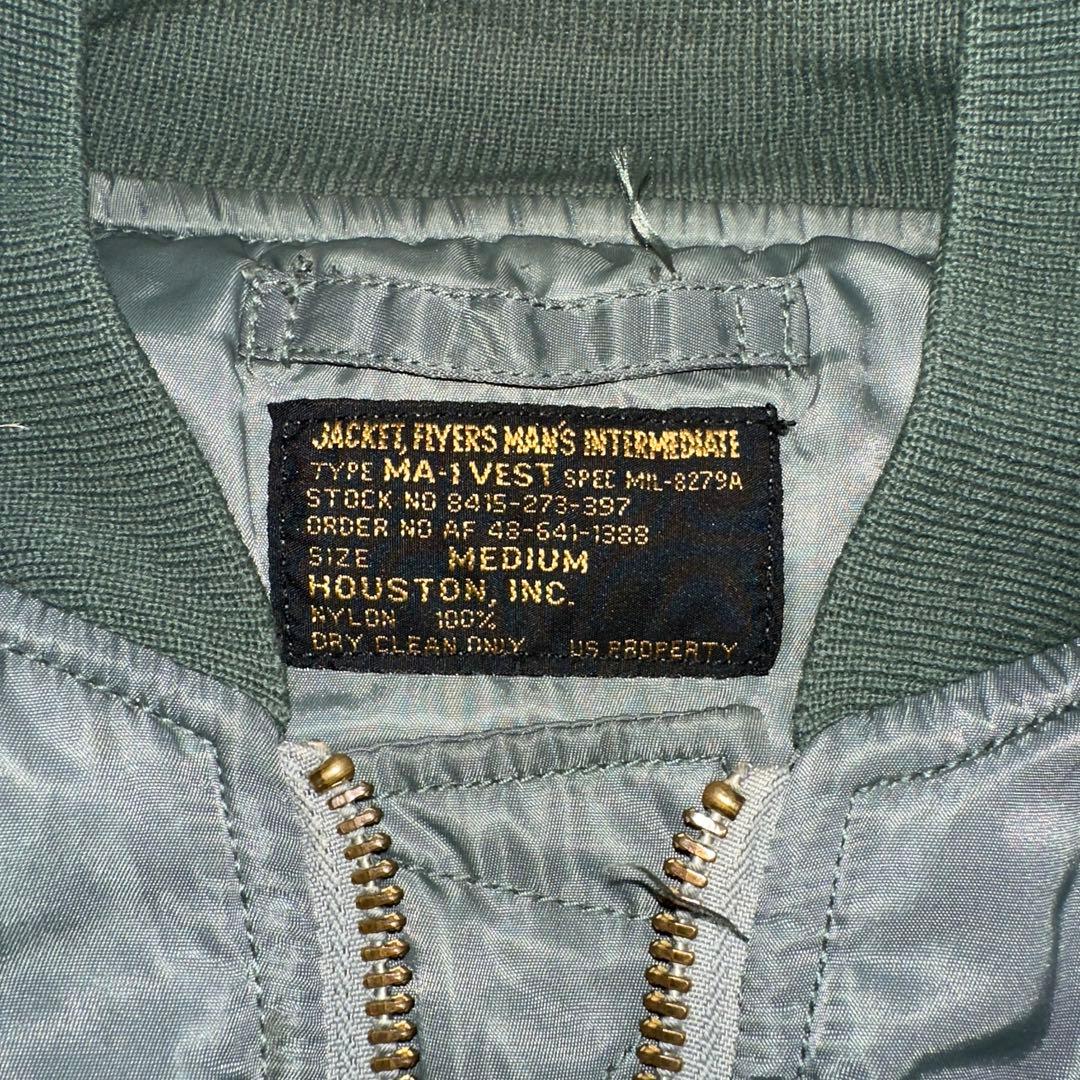 JACKET, FLYERS MAN'S INTERMEDIATE
TYPE MA-1 VEST SPEC MIL-8279A
STOCK NO 8415-273-397
ORDER NO AF 48-641-1388
SIZE MEDIUM
HOUSTON, INC.
NYLON 100%
DRY CLEAN ONLY US PROPERTY